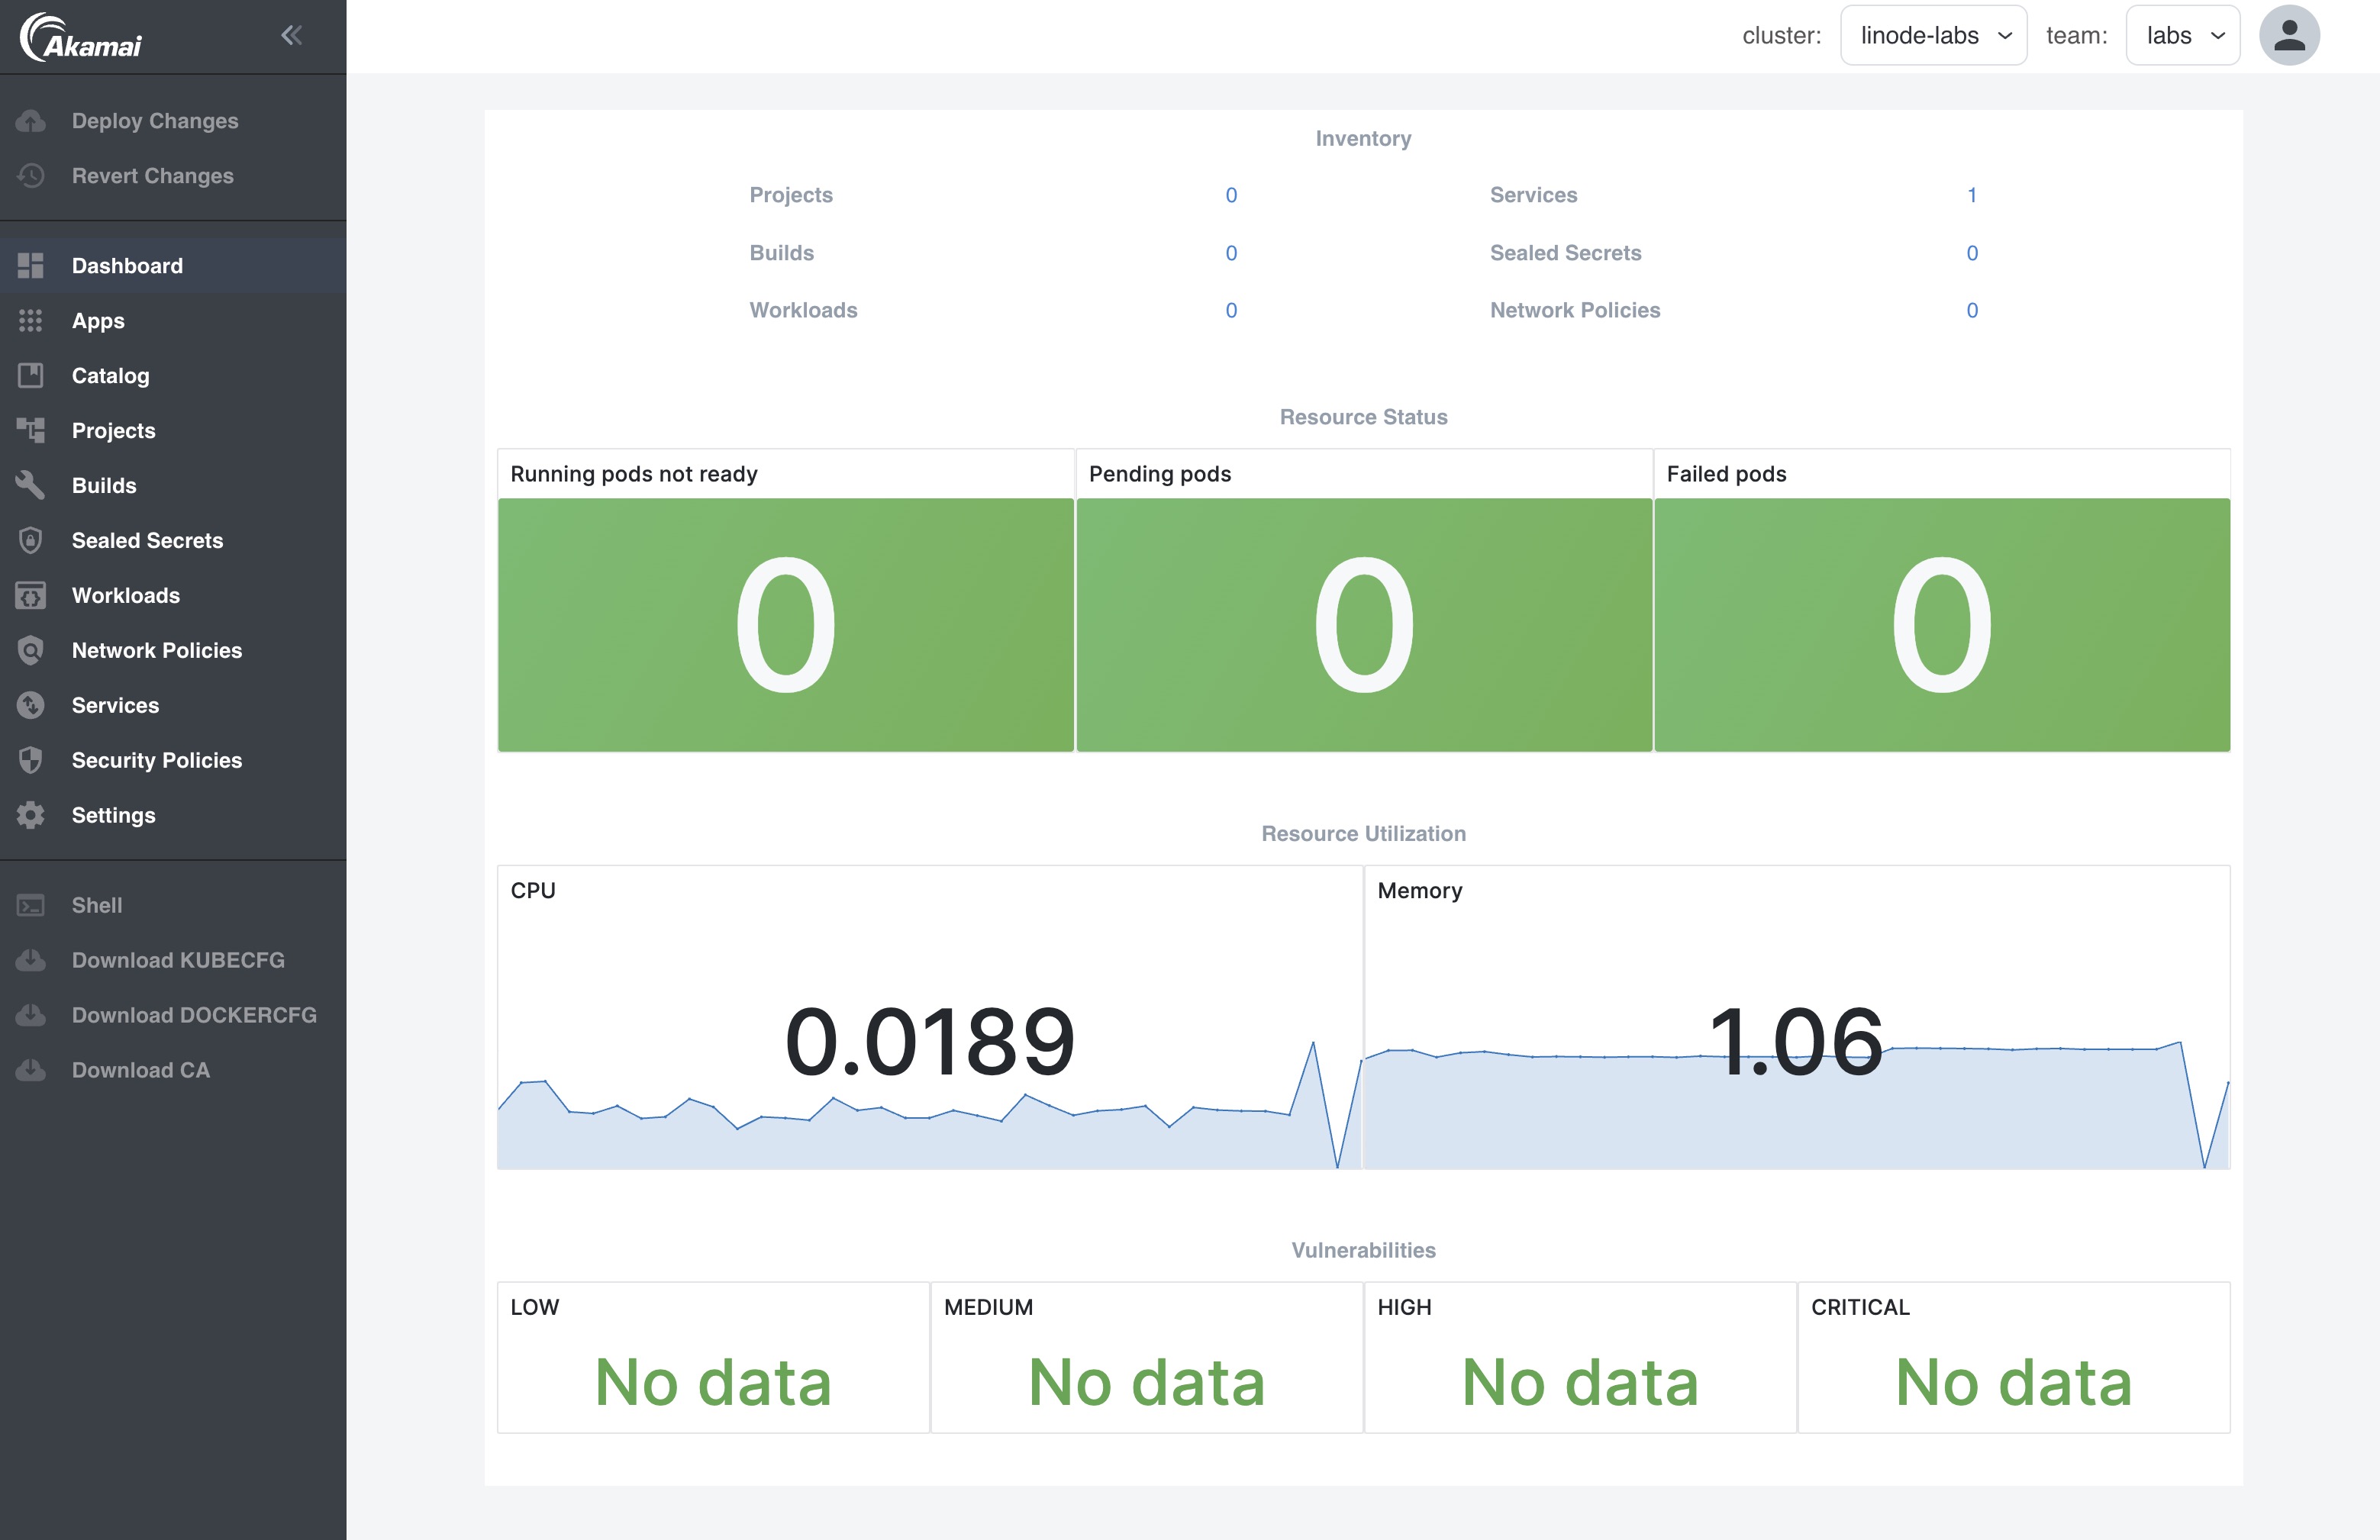 Akamai
cluster: linode-labs team: labs
Deploy Changes
Revert Changes
Dashboard
Apps
Catalog
Projects
Builds
Sealed Secrets
Workloads
Network Policies
Services
Security Policies
Settings
Shell
Download KUBECFG
Download DOCKERCFG
Download CA
Inventory
Projects 0 Services 1
Builds 0 Sealed Secrets 0
Workloads 0 Network Policies 0
Resource Status
Running pods not ready Pending pods Failed pods
0 0 0
Resource Utilization
CPU Memory
0.0189 1.06
Vulnerabilities
LOW MEDIUM HIGH CRITICAL
No data No data No data No data